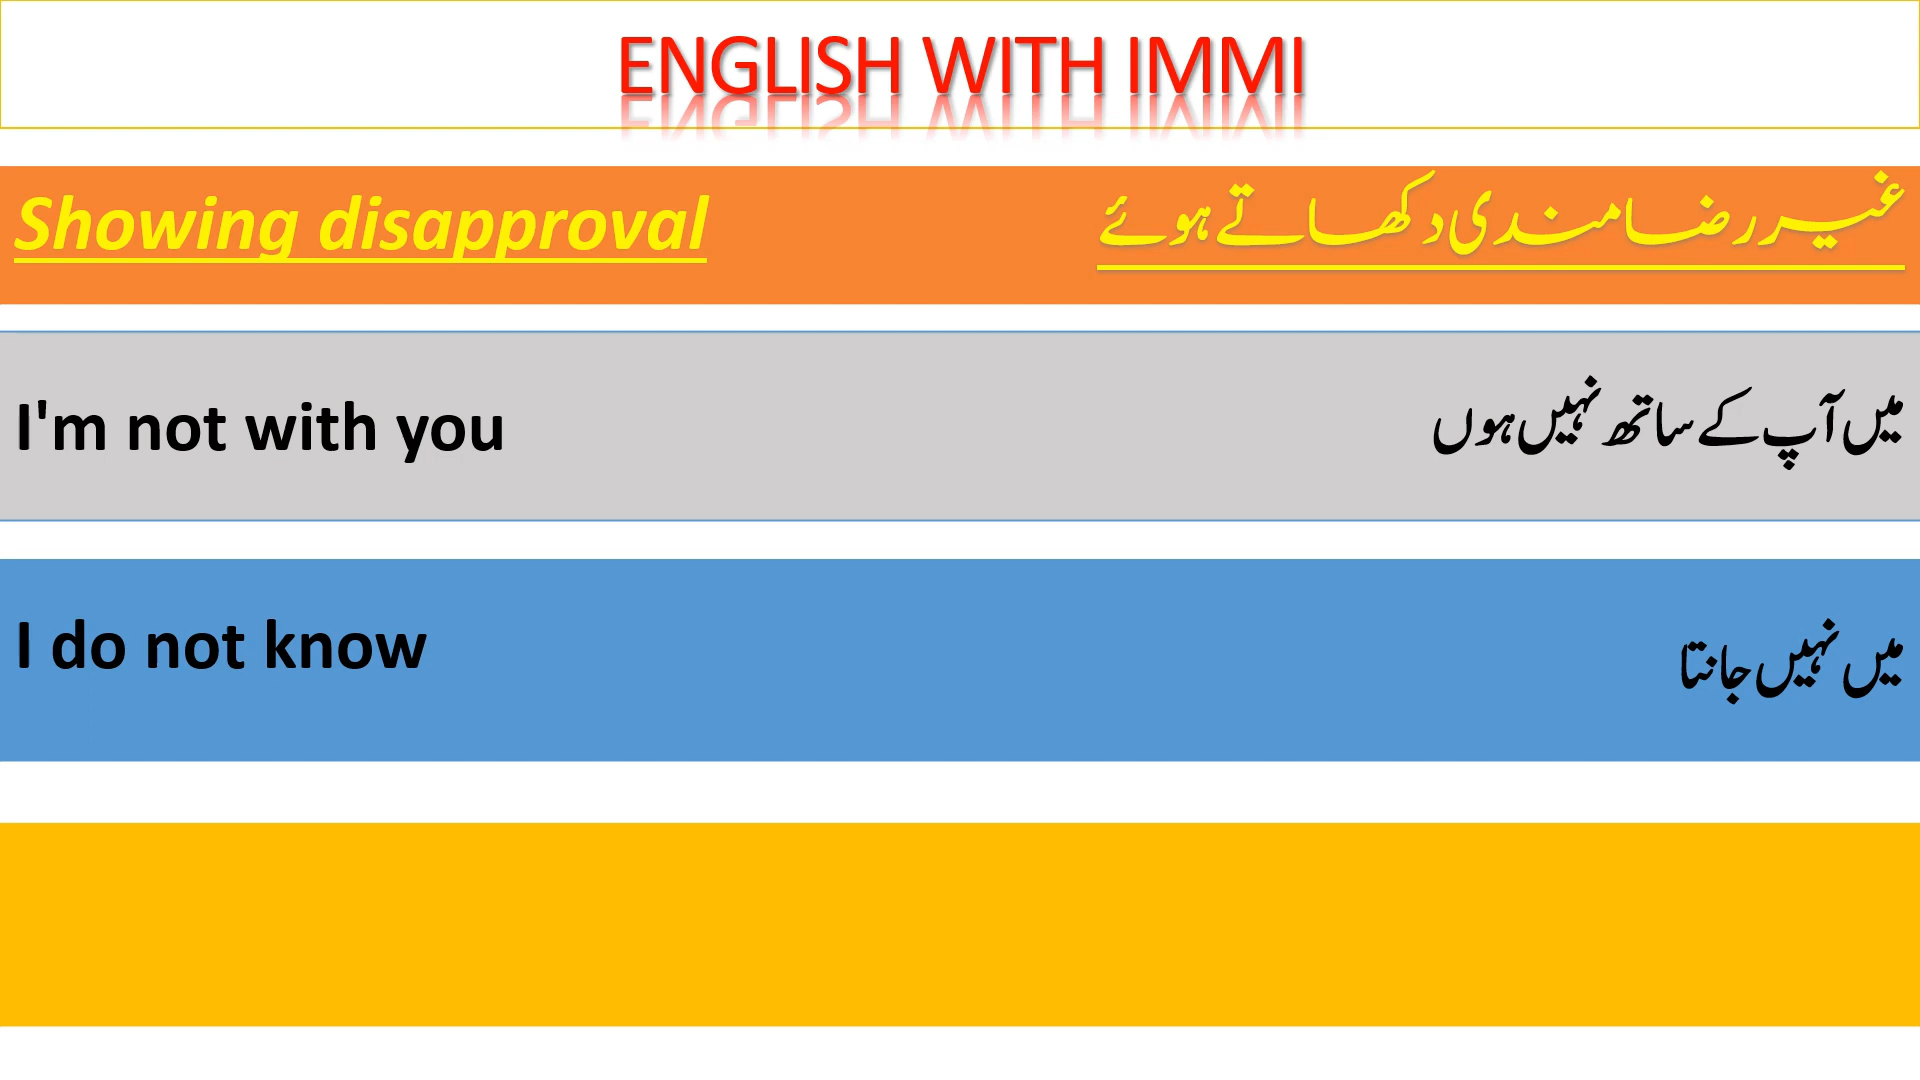 ENGLISH WITH IMMI
Showing disapproval
غیر رضامندی دکھاتے ہوئے
I'm not with you
میں آپ کے ساتھ نہیں ہوں
I do not know
میں نہیں جانتا